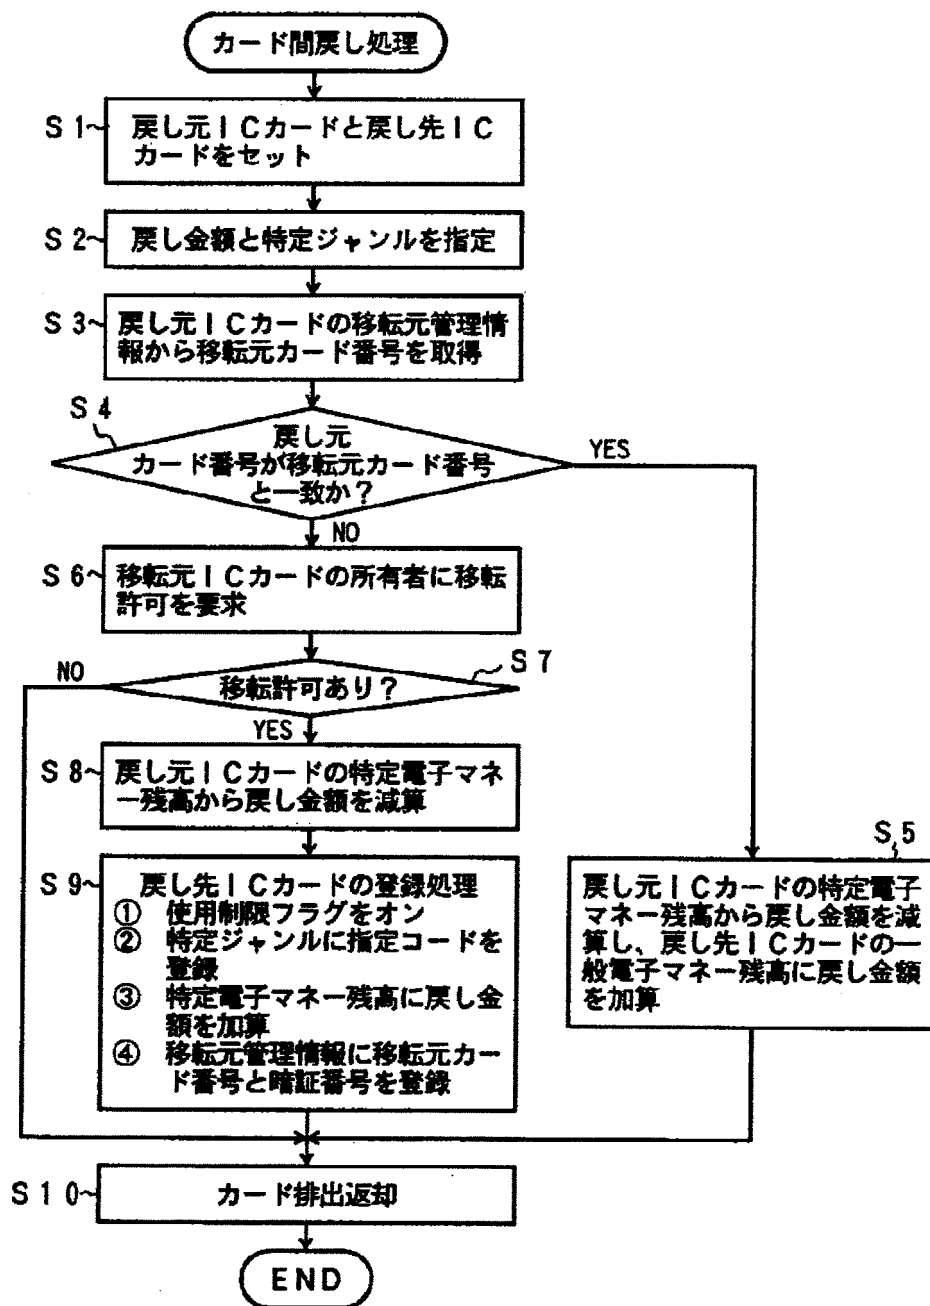 カード間戻し処理
S1
戻し元ICカードと戻し先IC
カードをセット
S2
戻し金額と特定ジャンルを指定
S3
戻し元ICカードの移転元管理情
報から移転元カード番号を取得
S4
戻し元
カード番号が移転元カード番号
と一致か?
YES
NO
S6
移転元ICカードの所有者に移転
許可を要求
S7
移転許可あり?
NO
YES
S8
戻し元ICカードの特定電子マネ
ー残高から戻し金額を減算
S9
戻し先ICカードの登録処理
① 使用制限フラグをオン
② 特定ジャンルに指定コードを
登録
③ 特定電子マネー残高に戻し金
額を加算
④ 移転元管理情報に移転元カー
ド番号と暗証番号を登録
S5
戻し元ICカードの特定電子
マネー残高から戻し金額を減
算し、戻し先ICカードの一
般電子マネー残高に戻し金額
を加算
S10
カード排出返却
END